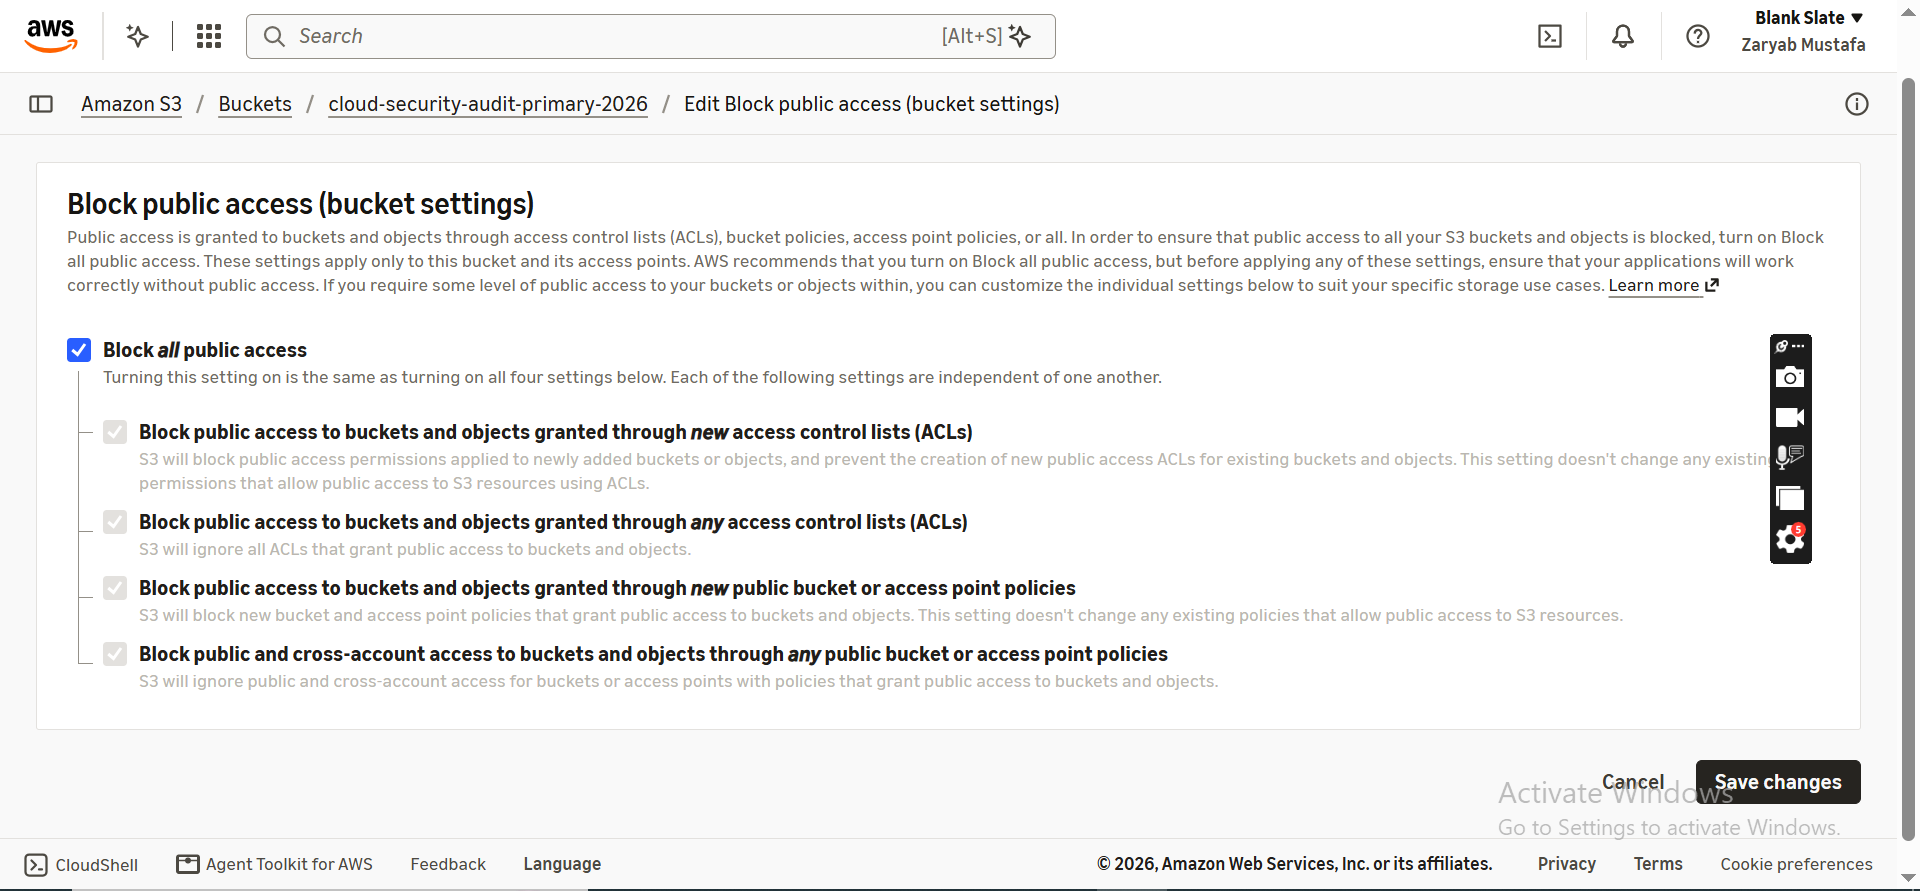 aws
Search [Alt+S]
Blank Slate
Zaryab Mustafa
Amazon S3 / Buckets / cloud-security-audit-primary-2026 / Edit Block public access (bucket settings)
Block public access (bucket settings)
Public access is granted to buckets and objects through access control lists (ACLs), bucket policies, access point policies, or all. In order to ensure that public access to all your S3 buckets and objects is blocked, turn on Block
all public access. These settings apply only to this bucket and its access points. AWS recommends that you turn on Block all public access, but before applying any of these settings, ensure that your applications will work
correctly without public access. If you require some level of public access to your buckets or objects within, you can customize the individual settings below to suit your specific storage use cases. Learn more
Block all public access
Turning this setting on is the same as turning on all four settings below. Each of the following settings are independent of one another.
Block public access to buckets and objects granted through new access control lists (ACLs)
S3 will block public access permissions applied to newly added buckets or objects, and prevent the creation of new public access ACLs for existing buckets and objects. This setting doesn't change any existing
permissions that allow public access to S3 resources using ACLs.
Block public access to buckets and objects granted through any access control lists (ACLs)
S3 will ignore all ACLs that grant public access to buckets and objects.
5
Block public access to buckets and objects granted through new public bucket or access point policies
S3 will block new bucket and access point policies that grant public access to buckets and objects. This setting doesn't change any existing policies that allow public access to S3 resources.
Block public and cross-account access to buckets and objects through any public bucket or access point policies
S3 will ignore public and cross-account access for buckets or access points with policies that grant public access to buckets and objects.
Cancel Save changes
Activate Windows
Go to Settings to activate Windows.
CloudShell Agent Toolkit for AWS Feedback Language © 2026, Amazon Web Services, Inc. or its affiliates. Privacy Terms Cookie preferences